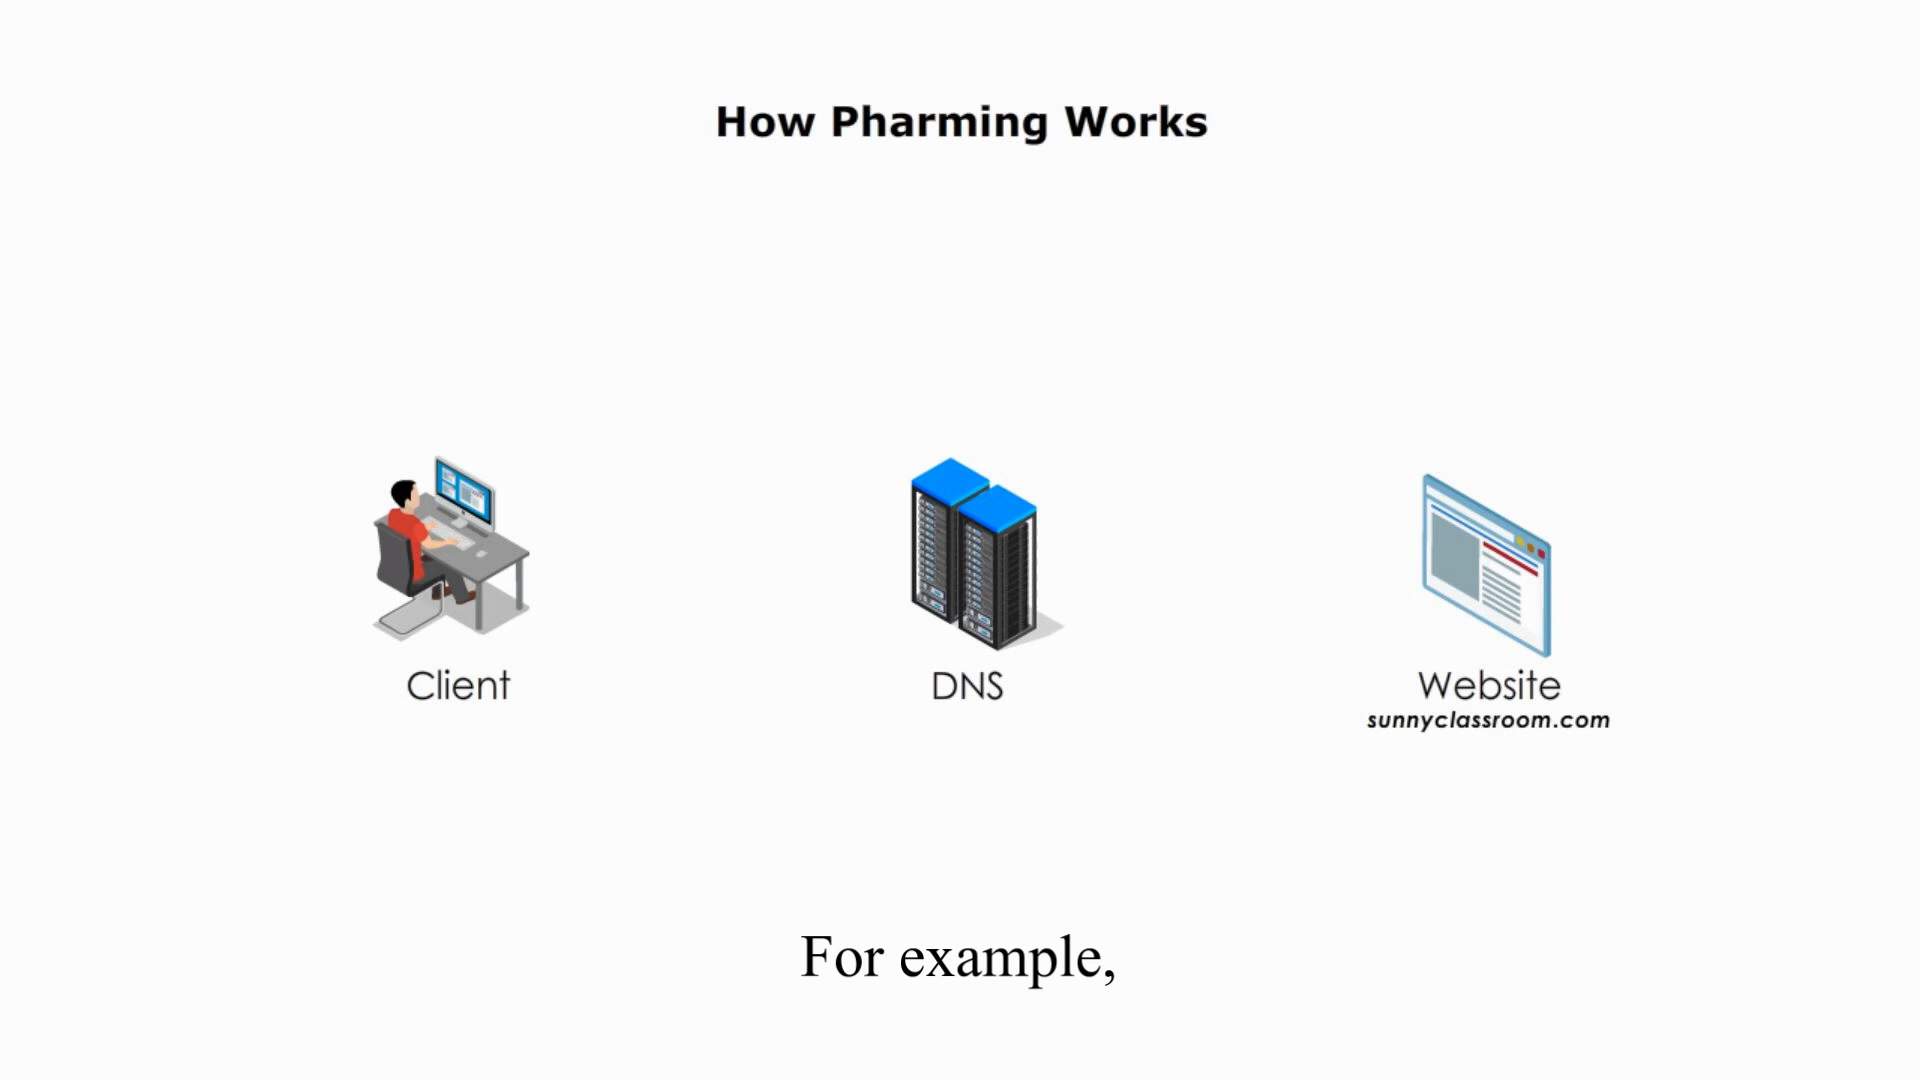 How Pharming Works
Client
DNS
Website
sunnyclassroom.com
For example,